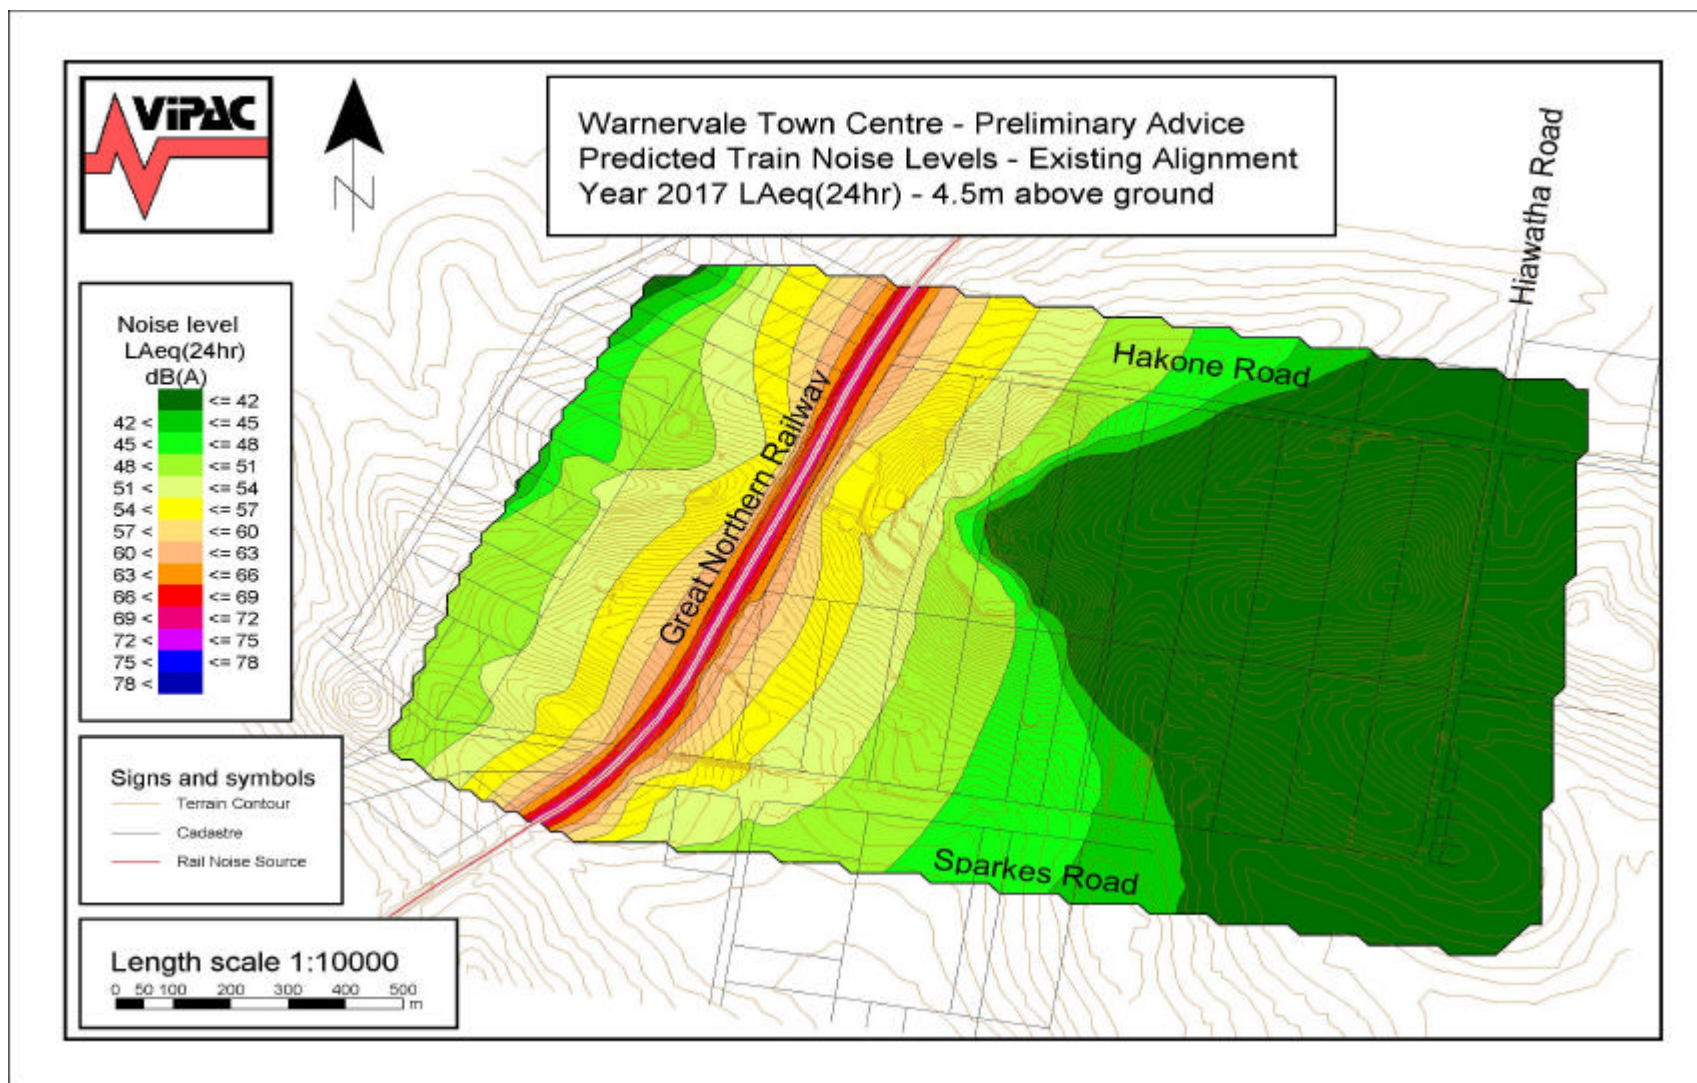 ViPAC
N
Warnervale Town Centre - Preliminary Advice
Predicted Train Noise Levels - Existing Alignment
Year 2017 LAeq(24hr) - 4.5m above ground
Hiawatha Road
Noise level
LAeq(24hr)
dB(A)
<= 42
42 < <= 45
45 < <= 48
48 < <= 51
51 < <= 54
54 < <= 57
57 < <= 60
60 < <= 63
63 < <= 66
66 < <= 69
69 < <= 72
72 < <= 75
75 < <= 78
78 <
Hakone Road
Great Northern Railway
Sparkes Road
Signs and symbols
Terrain Contour
Cadastre
Rail Noise Source
Length scale 1:10000
0 50 100 200 300 400 500
m